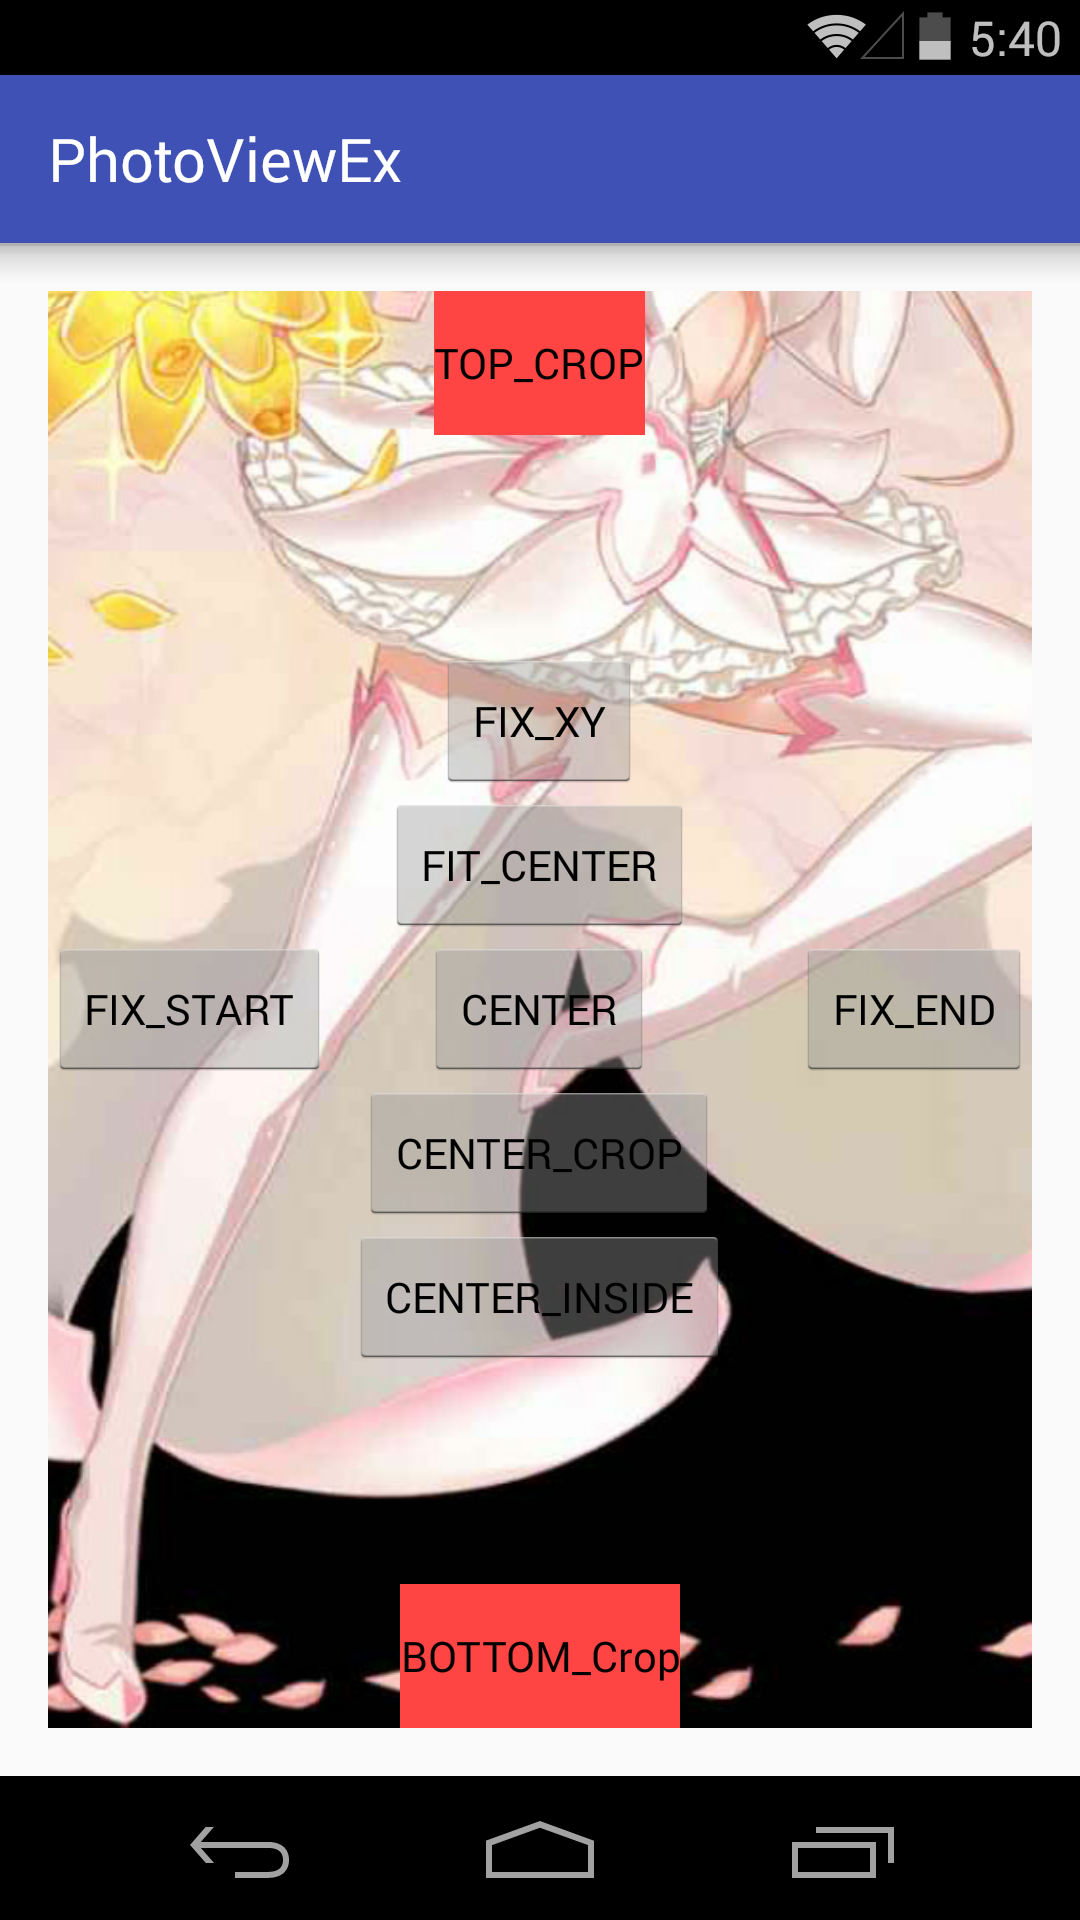 5:40
PhotoViewEx
TOP_CROP
FIX_XY
FIT_CENTER
FIX_START
CENTER
FIX_END
CENTER_CROP
CENTER_INSIDE
BOTTOM_Crop